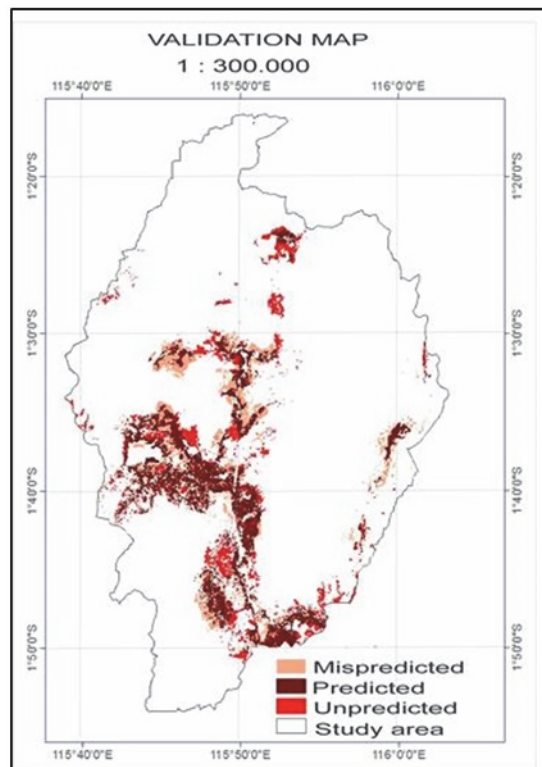 VALIDATION MAP
1 : 300.000
115°40'0"E 115°50'0"E 116°0'0"E
1°20'0"S 1°20'0"S
1°30'0"S 1°30'0"S
1°40'0"S 1°40'0"S
1°50'0"S 1°50'0"S
Mispredicted
Predicted
Unpredicted
Study area
115°40'0"E 115°50'0"E 116°0'0"E